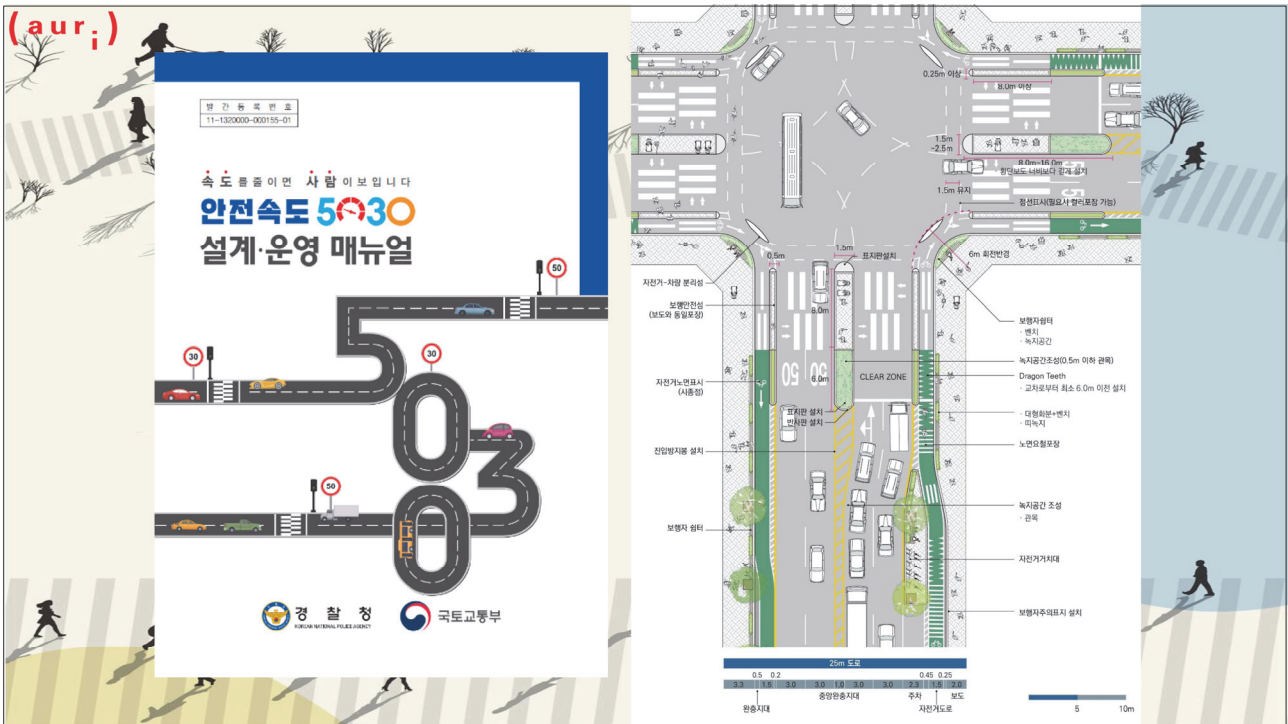 (auri)
발 간 등 록 번 호
11-1320000-000155-01
속도를줄이면 사람이보입니다
안전속도 5030
설계·운영 매뉴얼
50
30
30
50
경찰청
KOREAN NATIONAL POLICE AGENCY
국토교통부
0.25m 이상
8.0m 이상
1.5m
~2.5m
8.0m~16.0m
· 횡단보도 너비보다 길게 설치
50
1.5m 유지
점선표시(필요시 컬러포장 가능)
6m 회전반경
0.5m
1.5m
표지판설치
자전거-차량 분리섬
보행안전섬
(보도와 동일포장)
8.0m
보행자쉼터
· 벤치
· 녹지공간
녹지공간조성(0.5m 이하 관목)
50
50
6.0m
CLEAR ZONE
Dragon Teeth
· 교차로부터 최소 6.0m 이전 설치
자전거노면표시
(시종점)
표지판 설치
반사판 설치
· 대형화분+벤치
· 띠녹지
노면요철포장
진입방지봉 설치
녹지공간 조성
· 관목
보행자 쉼터
자전거거치대
보행자주의표지 설치
25m 도로
0.5 0.2 0.45 0.25
3.3 1.5 3.0 3.0 1.0 3.0 3.0 2.3 1.5 2.0
중앙완충지대 주차 보도
완충지대 자전거도로
5 10m